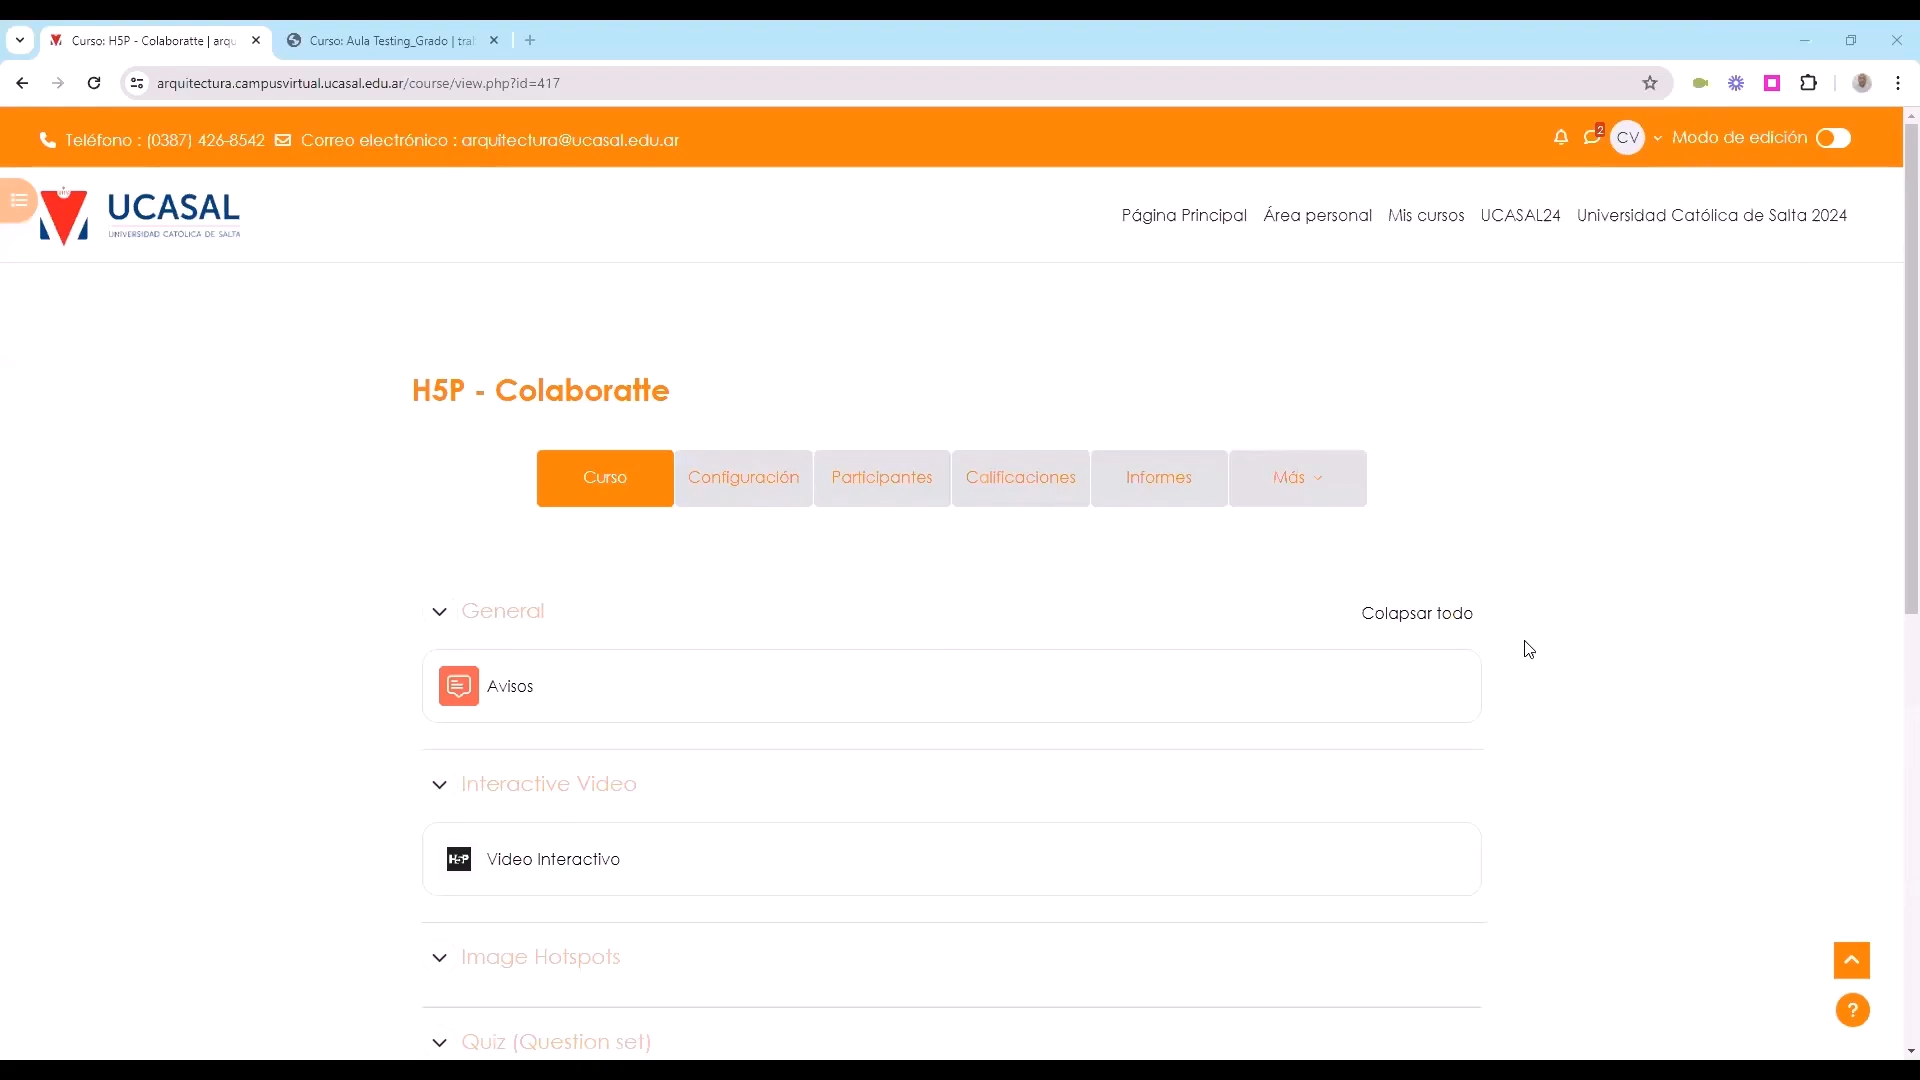 Curso: H5P - Colaboratte | arqu
Curso: Aula Testing_Grado | tral
arquitectura.campusvirtual.ucasal.edu.ar/course/view.php?id=417
Teléfono : (0387) 426-8542 Correo electrónico : arquitectura@ucasal.edu.ar
2
CV
Modo de edición
UCASAL
UNIVERSIDAD CATÓLICA DE SALTA
Página Principal Área personal Mis cursos UCASAL24 Universidad Católica de Salta 2024
H5P - Colaboratte
Curso Configuración Participantes Calificaciones Informes Más
General
Colapsar todo
Avisos
Interactive Video
H5P Video Interactivo
Image Hotspots
?
Quiz (Question set)